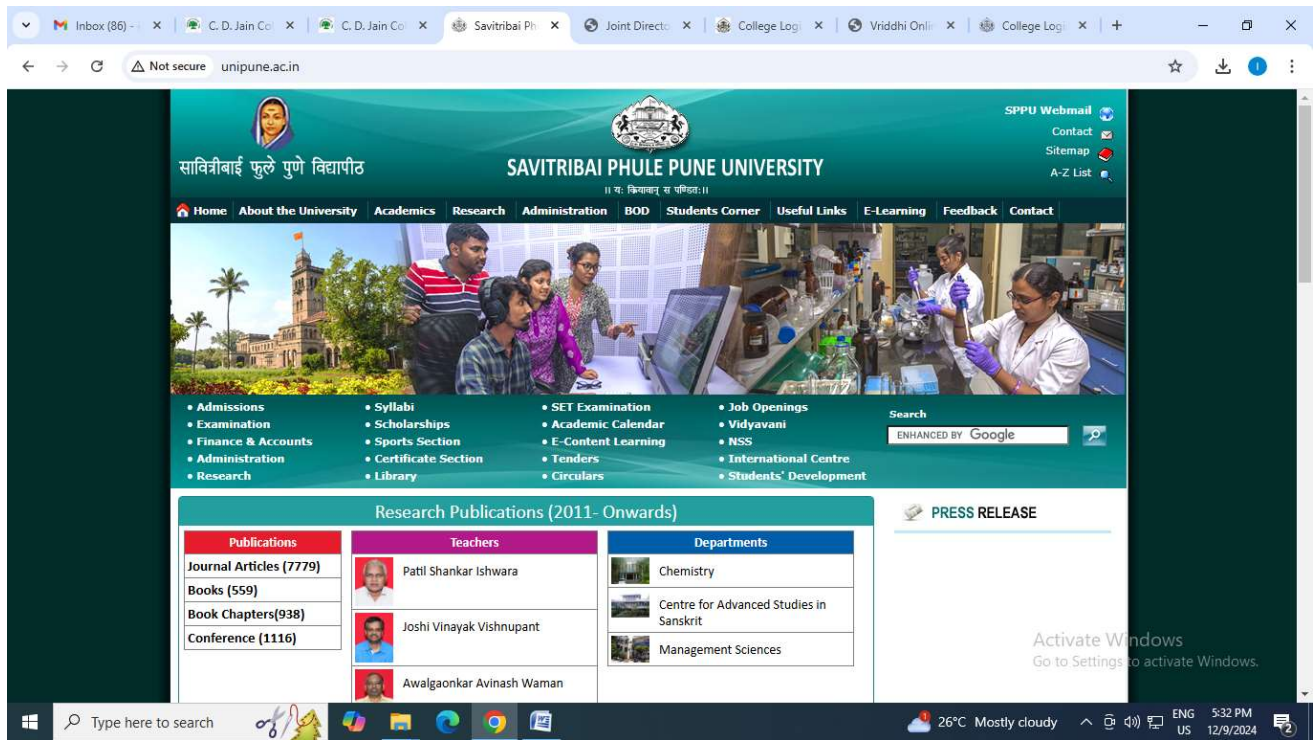 Inbox (86) -
C. D. Jain Co
C. D. Jain Co
Savitribai Ph
Joint Directo
College Logi
Vriddhi Onlin
College Logi
Not secure
unipune.ac.in
सावित्रीबाई फुले पुणे विद्यापीठ
SAVITRIBAI PHULE PUNE UNIVERSITY
।। यः क्रियावान् स पण्डितः।।
SPPU Webmail
Contact
Sitemap
A-Z List
Home About the University Academics Research Administration BOD Students Corner Useful Links E-Learning Feedback Contact
• Admissions
• Examination
• Finance & Accounts
• Administration
• Research
• Syllabi
• Scholarships
• Sports Section
• Certificate Section
• Library
• SET Examination
• Academic Calendar
• E-Content Learning
• Tenders
• Circulars
• Job Openings
• Vidyavani
• NSS
• International Centre
• Students' Development
Search
ENHANCED BY Google
Research Publications (2011- Onwards)
Publications
Journal Articles (7779)
Books (559)
Book Chapters(938)
Conference (1116)
Teachers
Patil Shankar Ishwara
Joshi Vinayak Vishnupant
Awalgaonkar Avinash Waman
Departments
Chemistry
Centre for Advanced Studies in
Sanskrit
Management Sciences
PRESS RELEASE
Activate Windows
Go to Settings to activate Windows.
Type here to search
26°C Mostly cloudy
ENG
US
5:32 PM
12/9/2024
2